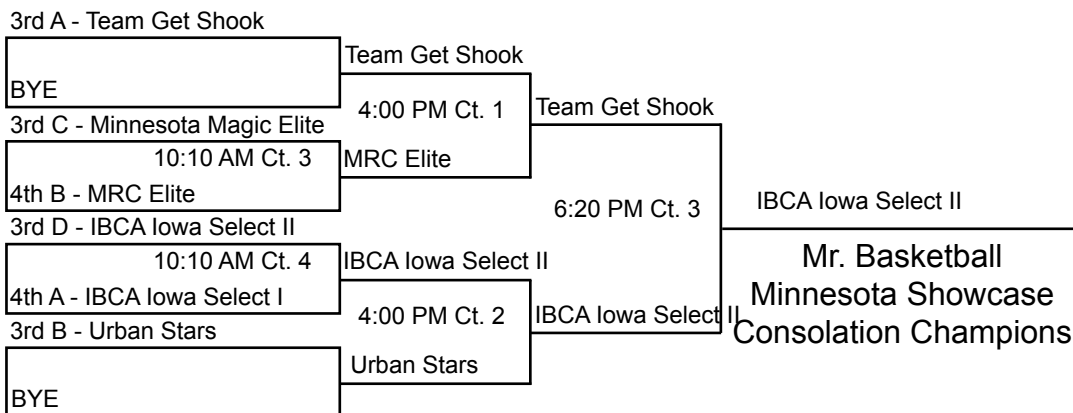 3rd A - Team Get Shook
Team Get Shook
BYE
4:00 PM Ct. 1
Team Get Shook
3rd C - Minnesota Magic Elite
10:10 AM Ct. 3
MRC Elite
4th B - MRC Elite
6:20 PM Ct. 3
IBCA Iowa Select II
3rd D - IBCA Iowa Select II
10:10 AM Ct. 4
IBCA Iowa Select II
4th A - IBCA Iowa Select I
4:00 PM Ct. 2
IBCA Iowa Select II
3rd B - Urban Stars
Urban Stars
BYE
Mr. Basketball
Minnesota Showcase
Consolation Champions